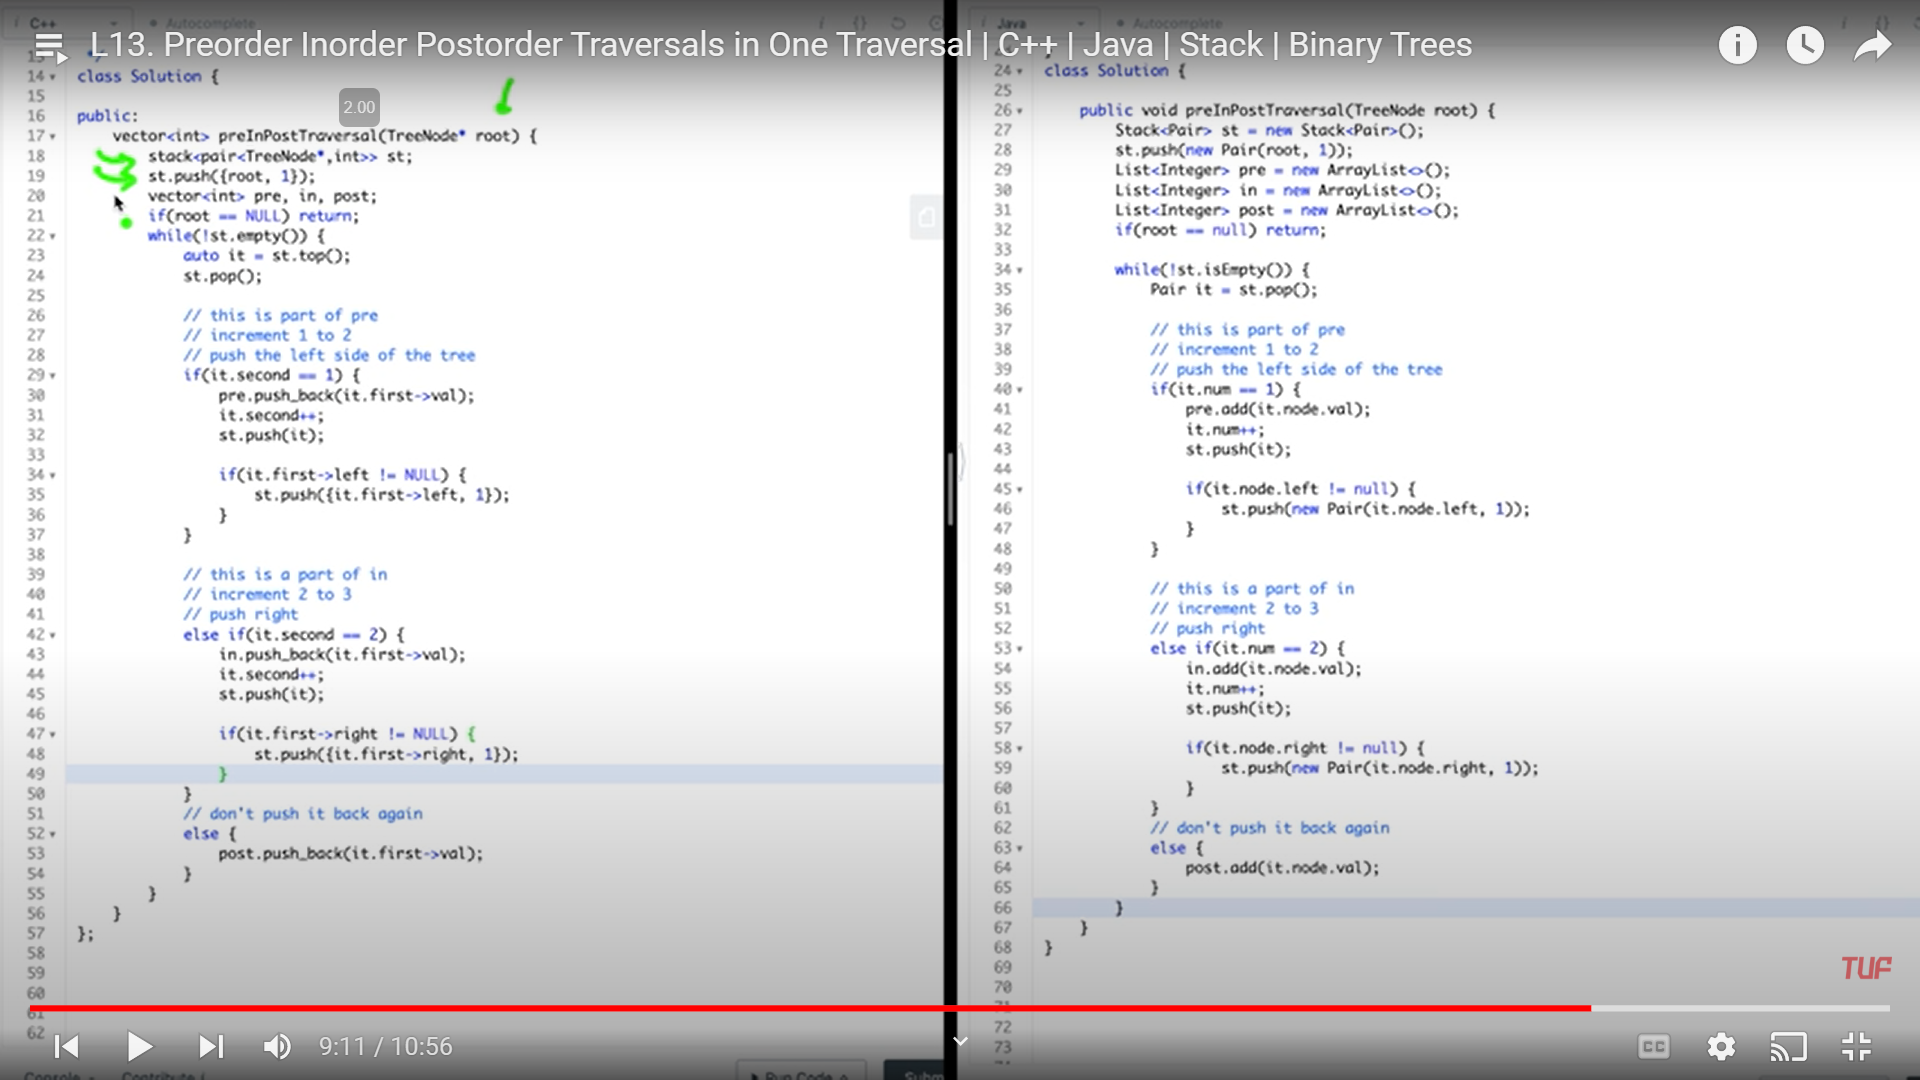 C++
Autocomplete
i {}
Java
Autocomplete
i {}
L13. Preorder Inorder Postorder Traversals in One Traversal | C++ | Java | Stack | Binary Trees
2.00
14 class Solution {
15
16 public:
17 vector<int> preInPostTraversal(TreeNode* root) {
18 stack<pair<TreeNode*,int>> st;
19 st.push({root, 1});
20 vector<int> pre, in, post;
21 if(root == NULL) return;
22 while(!st.empty()) {
23 auto it = st.top();
24 st.pop();
25
26 // this is part of pre
27 // increment 1 to 2
28 // push the left side of the tree
29 if(it.second == 1) {
30 pre.push_back(it.first->val);
31 it.second++;
32 st.push(it);
33
34 if(it.first->left != NULL) {
35 st.push({it.first->left, 1});
36 }
37 }
38
39 // this is a part of in
40 // increment 2 to 3
41 // push right
42 else if(it.second == 2) {
43 in.push_back(it.first->val);
44 it.second++;
45 st.push(it);
46
47 if(it.first->right != NULL) {
48 st.push({it.first->right, 1});
49 }
50 }
51 // don't push it back again
52 else {
53 post.push_back(it.first->val);
54 }
55 }
56 }
57 };
58
59
60
61
62
24 class Solution {
25
26 public void preInPostTraversal(TreeNode root) {
27 Stack<Pair> st = new Stack<Pair>();
28 st.push(new Pair(root, 1));
29 List<Integer> pre = new ArrayList<>();
30 List<Integer> in = new ArrayList<>();
31 List<Integer> post = new ArrayList<>();
32 if(root == null) return;
33
34 while(!st.isEmpty()) {
35 Pair it = st.pop();
36
37 // this is part of pre
38 // increment 1 to 2
39 // push the left side of the tree
40 if(it.num == 1) {
41 pre.add(it.node.val);
42 it.num++;
43 st.push(it);
44
45 if(it.node.left != null) {
46 st.push(new Pair(it.node.left, 1));
47 }
48 }
49
50 // this is a part of in
51 // increment 2 to 3
52 // push right
53 else if(it.num == 2) {
54 in.add(it.node.val);
55 it.num++;
56 st.push(it);
57
58 if(it.node.right != null) {
59 st.push(new Pair(it.node.right, 1));
60 }
61 }
62 // don't push it back again
63 else {
64 post.add(it.node.val);
65 }
66 }
67 }
68 }
69
70
72
73
TUF
9:11 / 10:56
CC
Console
Contribute i
Run Code